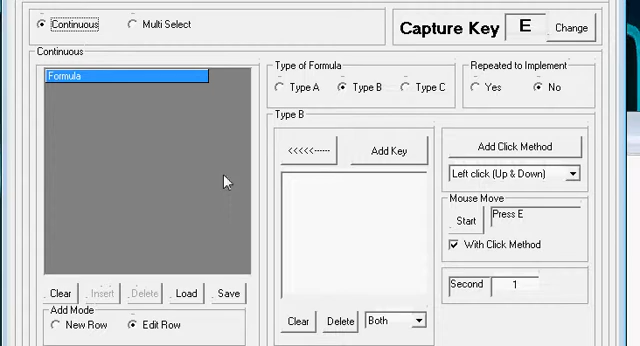 Continuous
Multi Select
Capture Key
E
Change
Continuous
Formula
Type of Formula
Type A
Type B
Type C
Repeated to Implement
Yes
No
Type B
<<<<<------
Add Key
Add Click Method
Left click (Up & Down)
Mouse Move
Start
Press E
With Click Method
Second
1
Clear
Insert
Delete
Load
Save
Add Mode
New Row
Edit Row
Clear
Delete
Both